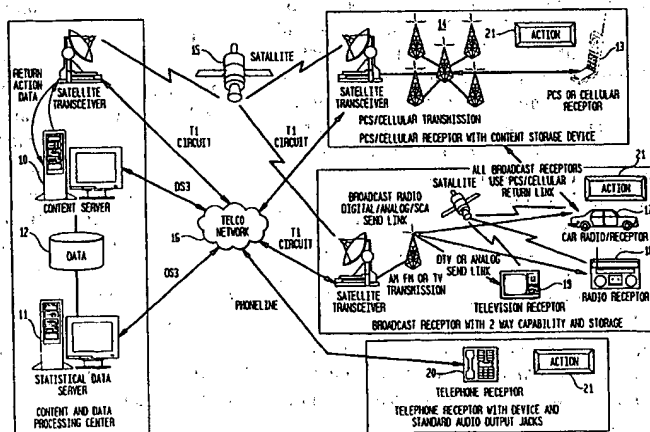 RETURN
ACTION
DATA
SATELLITE
TRANSCEIVER
10
CONTENT SERVER
12
DATA
11
STATISTICAL DATA
SERVER
CONTENT AND DATA
PROCESSING CENTER
15
SATALLITE
T1
CIRCUIT
T1
CIRCUIT
DS3
DS3
TELCO
NETWORK
16
T1
CIRCUIT
PHONELINE
SATELLITE
TRANSCEIVER
14
21
ACTION
13
PCS OR CELLULAR
RECEPTOR
PCS/CELLULAR TRANSMISSION
PCS/CELLULAR RECEPTOR WITH CONTENT STORAGE DEVICE
ALL BROADCAST RECEPTORS
USE PCS/CELLULAR
RETURN LINK
21
ACTION
BROADCAST RADIO
DIGITAL/ANALOG/SCA
SEND LINK
SATALLITE
CAR RADIO/RECEPTOR
DTV OR ANALOG
SEND LINK
AM FM OR TV
TRANSMISSION
SATELLITE
TRANSCEIVER
19
TELEVISION RECEPTOR
RADIO RECEPTOR
BROADCAST RECEPTOR WITH 2 WAY CAPABILITY AND STORAGE
20
TELEPHONE RECEPTOR
ACTION
21
TELEPHONE RECEPTOR WITH DEVICE AND
STANDARD AUDIO OUTPUT JACKS